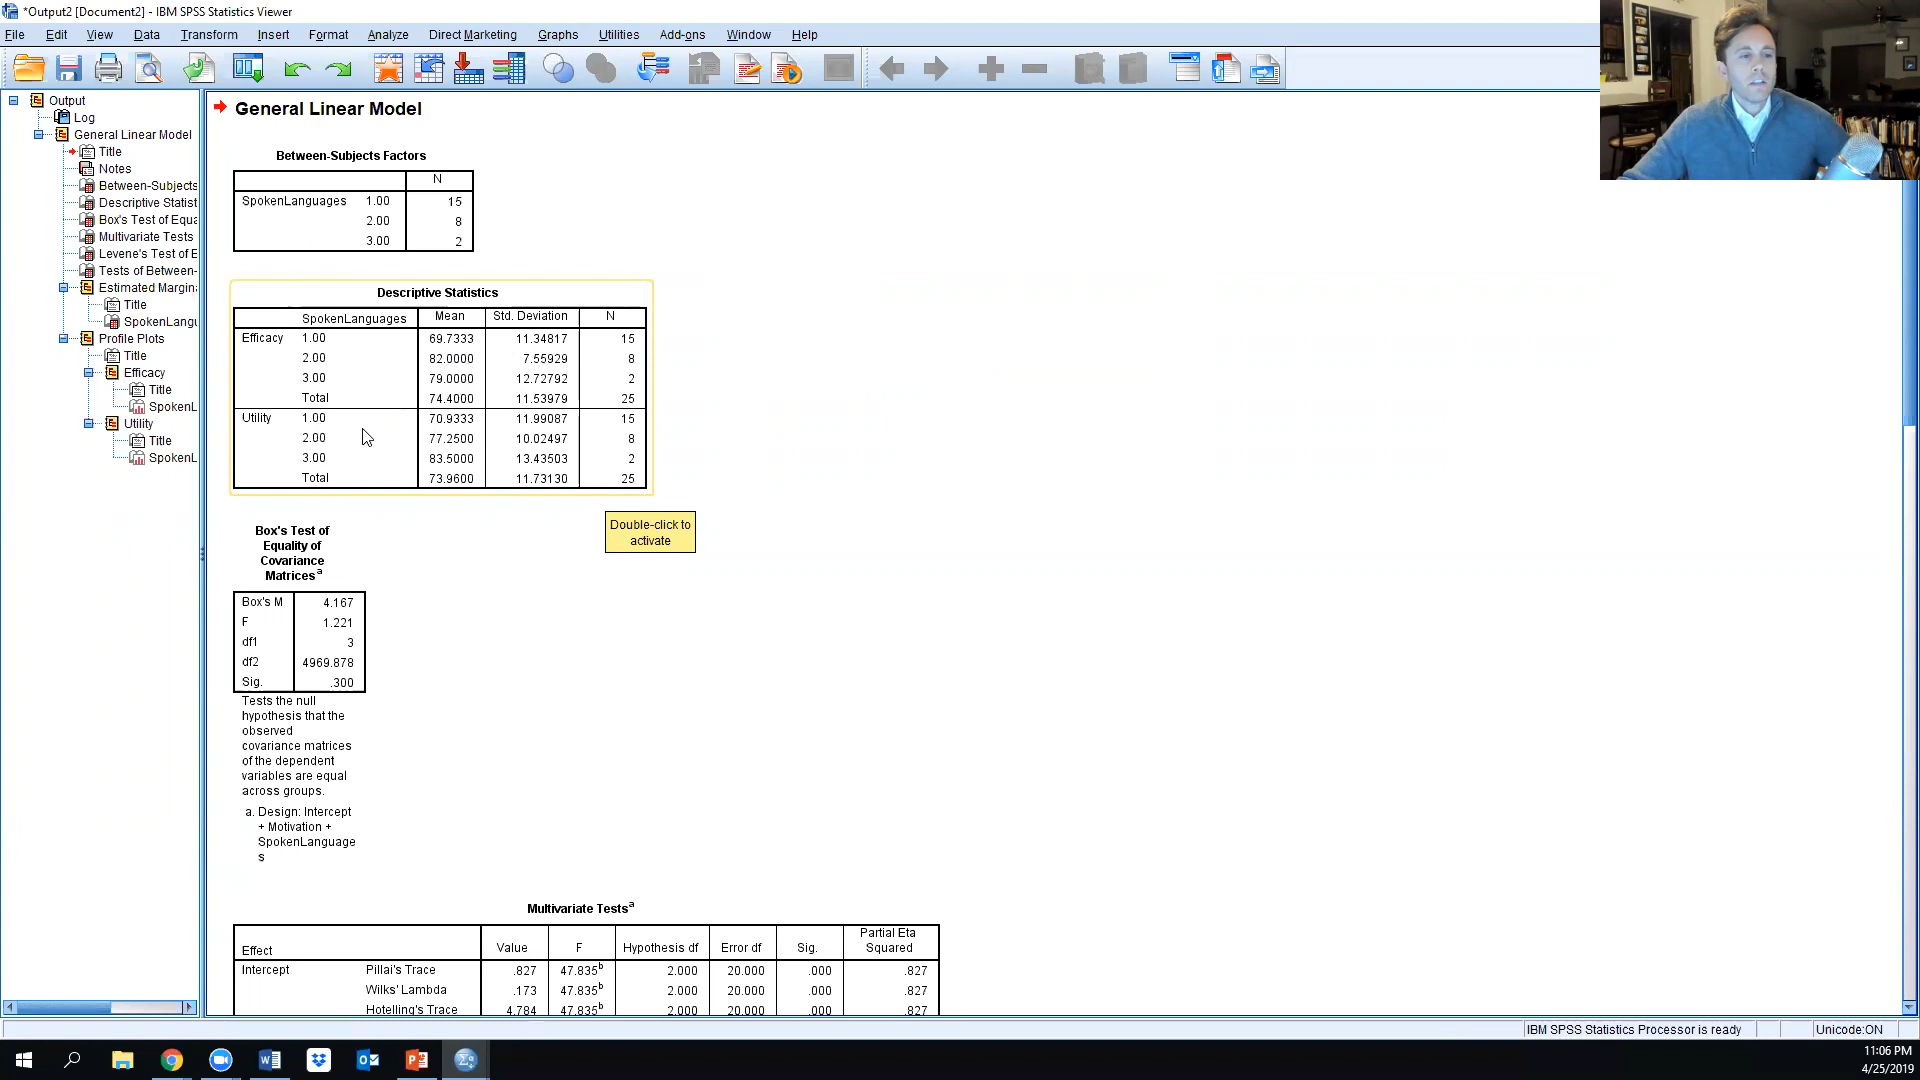 *Output2 [Document2] - IBM SPSS Statistics Viewer
File Edit View Data Transform Insert Format Analyze Direct Marketing Graphs Utilities Add-ons Window Help
Output
Log
General Linear Model
Title
Notes
Between-Subjects
Descriptive Statist
Box's Test of Equa
Multivariate Tests
Levene's Test of E
Tests of Between-
Estimated Margin
Title
SpokenLangu
Profile Plots
Title
Efficacy
Title
SpokenL
Utility
Title
SpokenL
General Linear Model
Between-Subjects Factors
N
SpokenLanguages 1.00 15
2.00 8
3.00 2
Descriptive Statistics
SpokenLanguages Mean Std. Deviation N
Efficacy 1.00 69.7333 11.34817 15
2.00 82.0000 7.55929 8
3.00 79.0000 12.72792 2
Total 74.4000 11.53979 25
Utility 1.00 70.9333 11.99087 15
2.00 77.2500 10.02497 8
3.00 83.5000 13.43503 2
Total 73.9600 11.73130 25
Double-click to
activate
Box's Test of
Equality of
Covariance
Matrices a
Box's M 4.167
F 1.221
df1 3
df2 4969.878
Sig. .300
Tests the null
hypothesis that the
observed
covariance matrices
of the dependent
variables are equal
across groups.
a. Design: Intercept
+ Motivation +
SpokenLanguage
s
Multivariate Tests a
Effect Value F Hypothesis df Error df Sig. Partial Eta
Squared
Intercept Pillai's Trace .827 47.835 b 2.000 20.000 .000 .827
Wilks' Lambda .173 47.835 b 2.000 20.000 .000 .827
Hotelling's Trace 4.784 47.835 b 2.000 20.000 .000 .827
IBM SPSS Statistics Processor is ready Unicode:ON
11:06 PM
4/25/2019